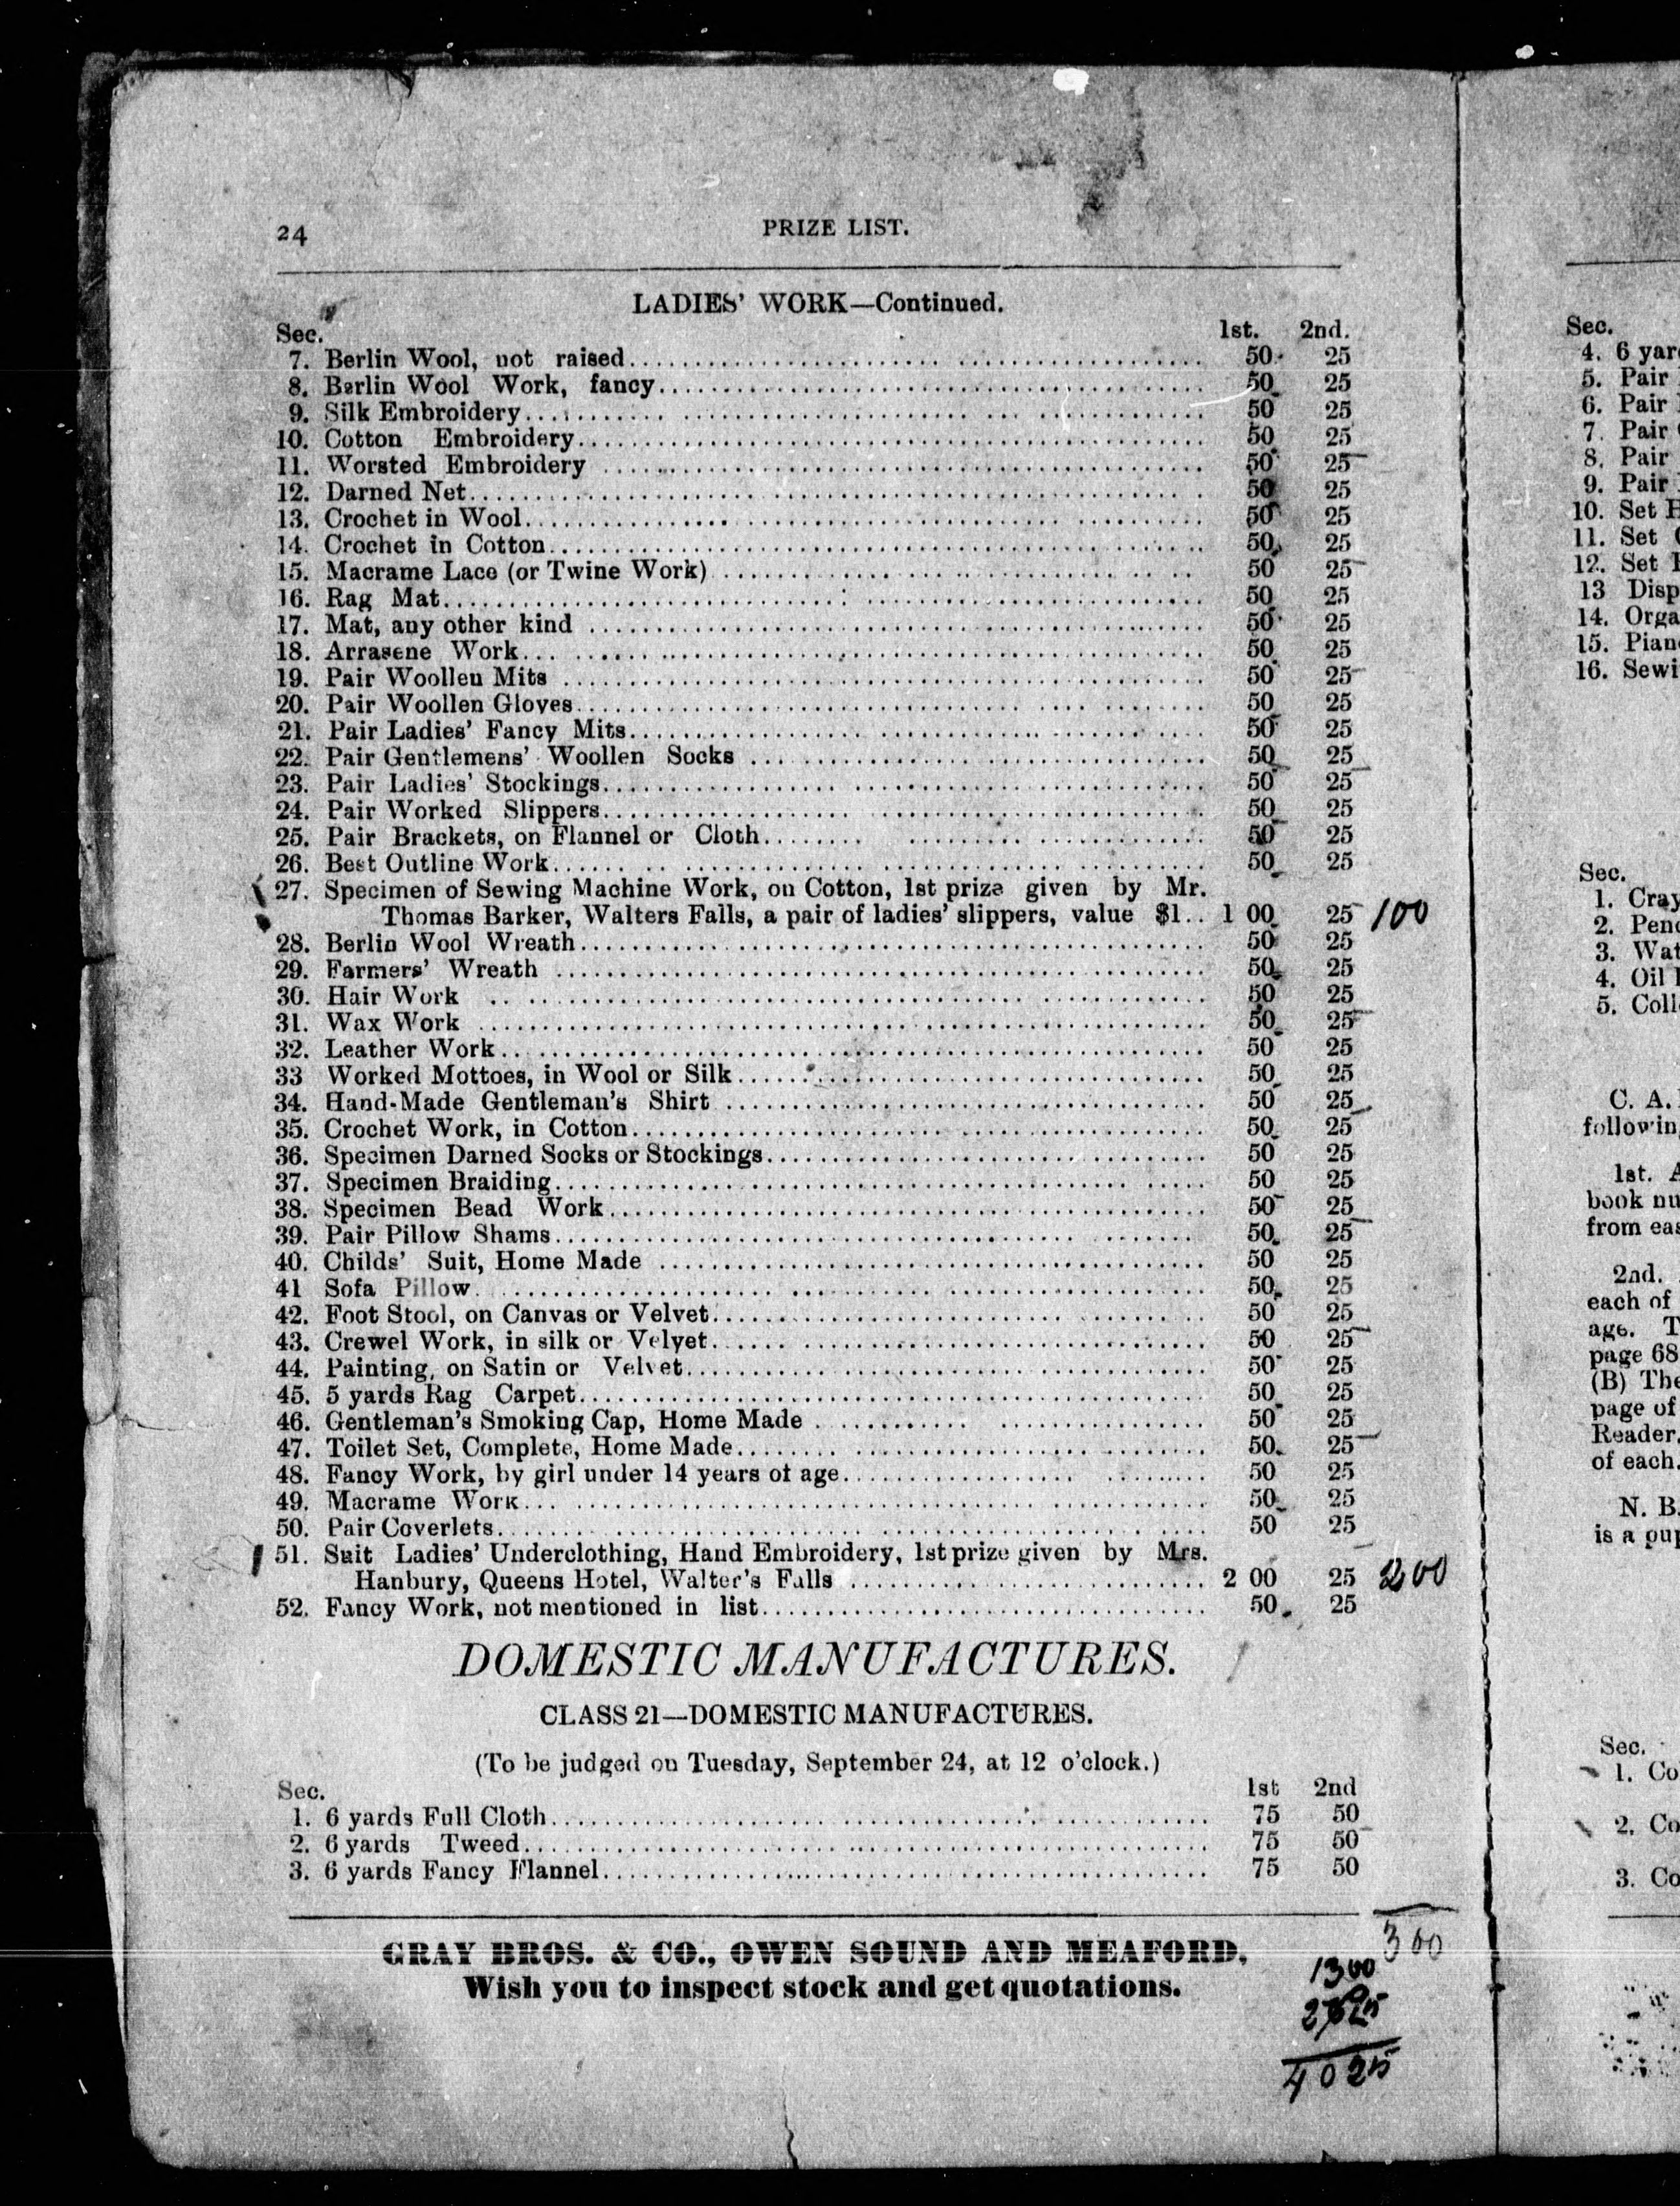 24
PRIZE LIST.
LADIES' WORK—Continued.
Sec. 1st. 2nd.
7. Berlin Wool, not raised 50 25
8. Berlin Wool Work, fancy 50 25
9. Silk Embroidery 50 25
10. Cotton Embroidery 50 25
11. Worsted Embroidery 50 25
12. Darned Net 50 25
13. Crochet in Wool 50 25
14. Crochet in Cotton 50 25
15. Macrame Lace (or Twine Work) 50 25
16. Rag Mat 50 25
17. Mat, any other kind 50 25
18. Arrasene Work 50 25
19. Pair Woollen Mits 50 25
20. Pair Woollen Gloves 50 25
21. Pair Ladies' Fancy Mits 50 25
22. Pair Gentlemens' Woollen Socks 50 25
23. Pair Ladies' Stockings 50 25
24. Pair Worked Slippers 50 25
25. Pair Brackets, on Flannel or Cloth 50 25
26. Best Outline Work 50 25
27. Specimen of Sewing Machine Work, on Cotton, 1st prize given by Mr.
Thomas Barker, Walters Falls, a pair of ladies' slippers, value $1.. 1 00 25 100
28. Berlin Wool Wreath 50 25
29. Farmers' Wreath 50 25
30. Hair Work 50 25
31. Wax Work 50 25
32. Leather Work 50 25
33 Worked Mottoes, in Wool or Silk 50 25
34. Hand-Made Gentleman's Shirt 50 25
35. Crochet Work, in Cotton 50 25
36. Specimen Darned Socks or Stockings 50 25
37. Specimen Braiding 50 25
38. Specimen Bead Work 50 25
39. Pair Pillow Shams 50 25
40. Childs' Suit, Home Made 50 25
41 Sofa Pillow 50 25
42. Foot Stool, on Canvas or Velvet 50 25
43. Crewel Work, in silk or Velvet 50 25
44. Painting, on Satin or Velvet 50 25
45. 5 yards Rag Carpet 50 25
46. Gentleman's Smoking Cap, Home Made 50 25
47. Toilet Set, Complete, Home Made 50 25
48. Fancy Work, by girl under 14 years of age 50 25
49. Macrame Work 50 25
50. Pair Coverlets 50 25
51. Suit Ladies' Underclothing, Hand Embroidery, 1st prize given by Mrs.
Hanbury, Queens Hotel, Walter's Falls 2 00 25 200
52. Fancy Work, not mentioned in list 50 25
DOMESTIC MANUFACTURES.
CLASS 21—DOMESTIC MANUFACTURES.
(To be judged on Tuesday, September 24, at 12 o'clock.)
Sec. 1st 2nd
1. 6 yards Full Cloth 75 50
2. 6 yards Tweed 75 50
3. 6 yards Fancy Flannel 75 50
300
GRAY BROS. & CO., OWEN SOUND AND MEAFORD,
Wish you to inspect stock and get quotations.
1300
4025
Sec.
4. 6
5. Pair
6. Pair
7. Pair
8. Pair
9. Pair
10. Set
11. Set
12. Set
13
14.
15.
16.
Sec.
1.
2.
3.
4. Oil
5.
C. A.
1st.
book
from
2nd.
each of
age.
page 68
(B)
page of
Reader,
of each.
N. B.
is a
Sec.
1.
2.
3.